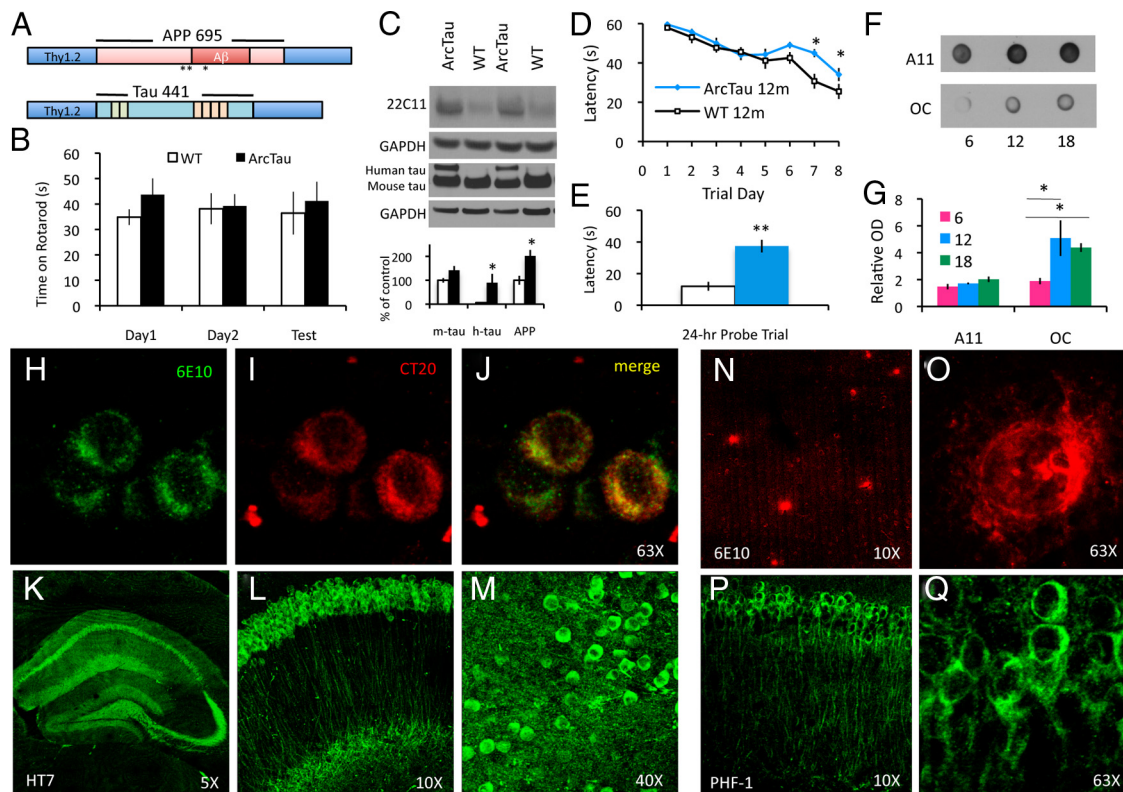 A
APP 695
Thy1.2
Aβ
** *
Tau 441
Thy1.2
B
WT ArcTau
Time on Rotarod (s)
60
50
40
30
20
10
0
Day1 Day2 Test
C
ArcTau WT ArcTau WT
22C11
GAPDH
Human tau
Mouse tau
GAPDH
% of control
200
100
0
* *
m-tau h-tau APP
D
Latency (s)
60
40
20
0
* *
ArcTau 12m
WT 12m
0 1 2 3 4 5 6 7 8
Trial Day
E
Latency (s)
60
40
20
0
**
24-hr Probe Trial
F
A11
OC
6 12 18
G
Relative OD
8
6
4
2
0
6
12
18
*
*
A11 OC
H 6E10
I CT20
J merge
63X
K
HT7 5X
L
10X
M
40X
N
6E10 10X
O
63X
P
PHF-1 10X
Q
63X